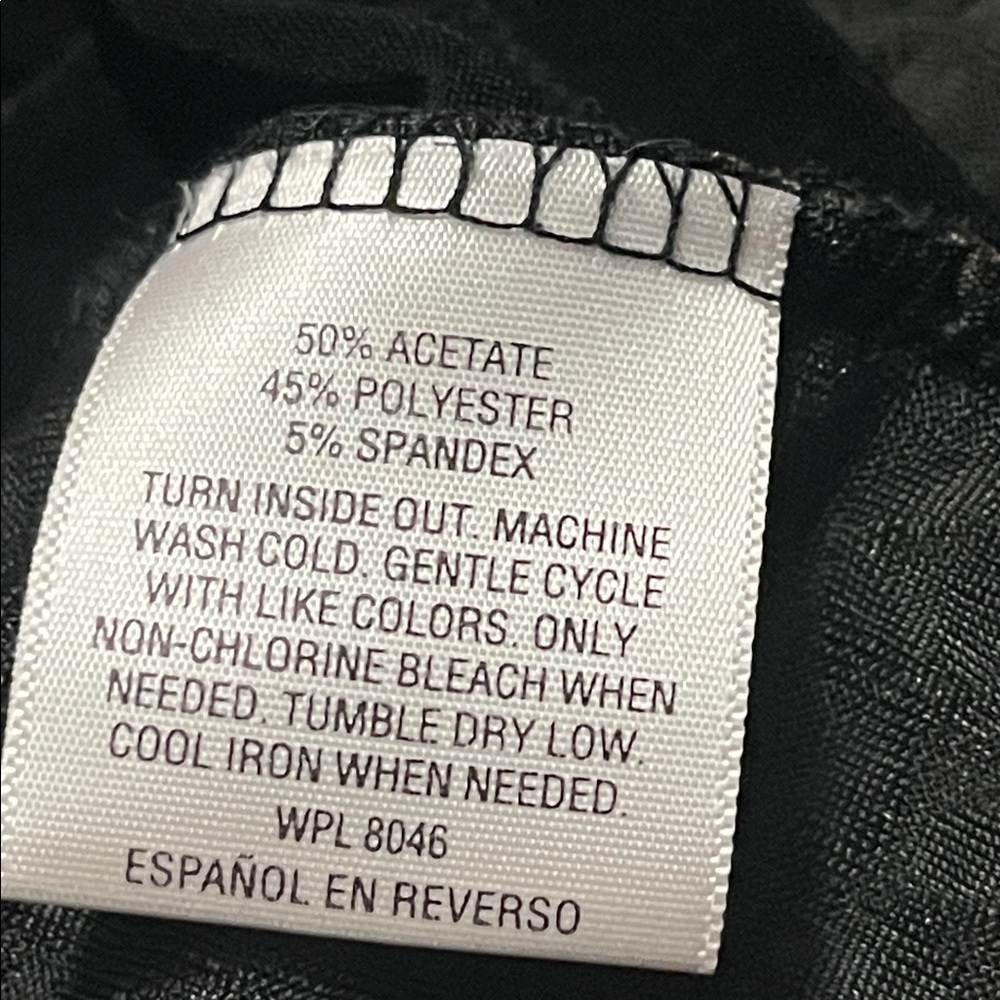 50% ACETATE
45% POLYESTER
5% SPANDEX
TURN INSIDE OUT. MACHINE
WASH COLD. GENTLE CYCLE
WITH LIKE COLORS. ONLY
NON-CHLORINE BLEACH WHEN
NEEDED. TUMBLE DRY LOW.
COOL IRON WHEN NEEDED.
WPL 8046
ESPAÑOL EN REVERSO